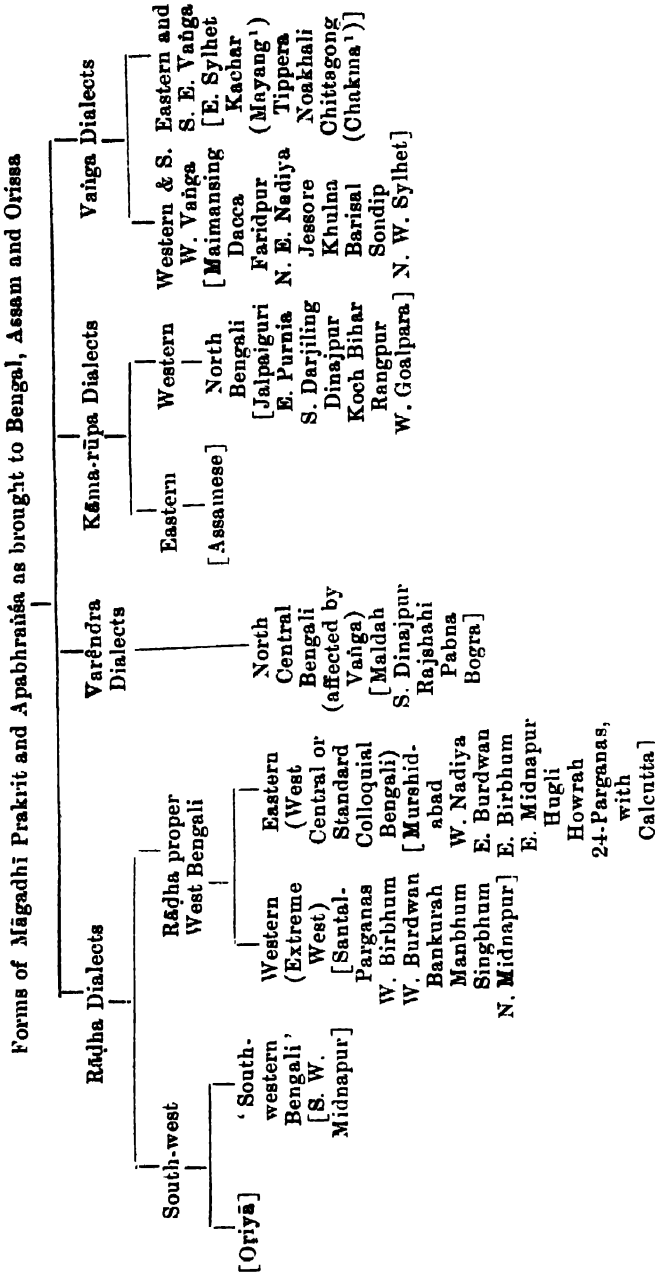 Forms of Māgadhī Prakrit and Apabhraṅśa as brought to Bengal, Assam and Orissa
Rāḍha Dialects
South-west
[Oṛiyā]
' South-
western
Bengali '
[S. W.
Midnapur]
Rāḍha proper
West Bengali
Western
(Extreme
West)
[Santal-
Parganas
W. Birbhum
W. Burdwan
Bankurah
Manbhum
Singbhum
N. Midnapur]
Eastern
(West
Central or
Standard
Colloquial
Bengali)
[Murshid-
abad
W. Nadiya
E. Burdwan
E. Birbhum
E. Midnapur
Hugli
Howrah
24-Parganas,
with
Calcutta]
Varēndra
Dialects
North
Central
Bengali
(affected by
Vaṅga)
[Maldah
S. Dinajpur
Rajshahi
Pabna
Bogra]
Kāma-rūpa Dialects
Eastern
[Assamese]
Western
North
Bengali
[Jalpaiguri
E. Purnia
S. Darjiling
Dinajpur
Koch Bihar
Rangpur
W. Goalpara]
Vaṅga Dialects
Western & S.
W. Vaṅga
[Maimansing
Dacca
Faridpur
N. E. Nadiya
Jessore
Khulna
Barisal
Sondip
N. W. Sylhet]
Eastern and
S. E. Vaṅga
[E. Sylhet
Kachar
(Mayang¹)
Tippera
Noakhali
Chittagong
(Chakma¹)]